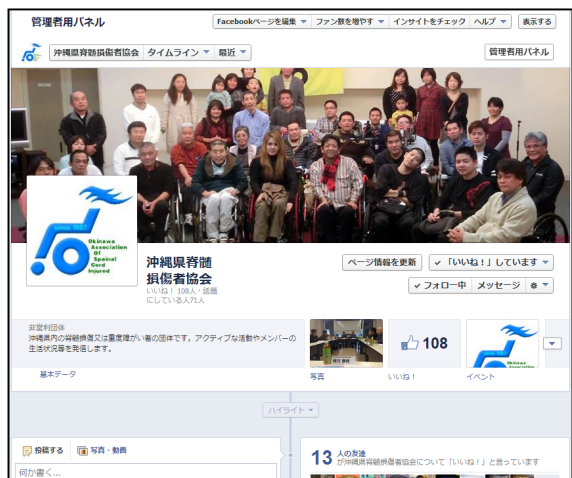 管理者用パネル
Facebookページを編集 ファン数を増やす インサイトをチェック ヘルプ 表示する
沖縄県脊髄損傷者協会 タイムライン 最近 管理者用パネル
since 1981
Okinawa
Association
Of
Spinal
Cord
Injured
沖縄県脊髄
損傷者協会
いいね! 108人・話題
にしている人71人
ページ情報を更新 「いいね!」しています
フォロー中 メッセージ
非営利団体
沖縄県内の脊髄損傷又は重度障がい者の団体です。アクティブな活動やメンバーの
生活状況等を発信します。
108
基本データ 写真 いいね! イベント
ハイライト
投稿する 写真・動画
何か書く...
13 人の友達
が沖縄県脊髄損傷者協会について「いいね!」と言っています